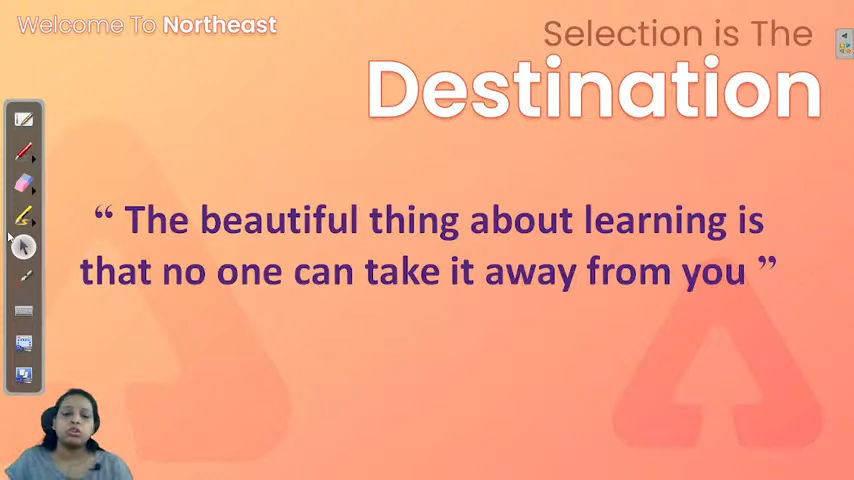 Welcome To Northeast
Selection is The
Destination
“ The beautiful thing about learning is
that no one can take it away from you ”